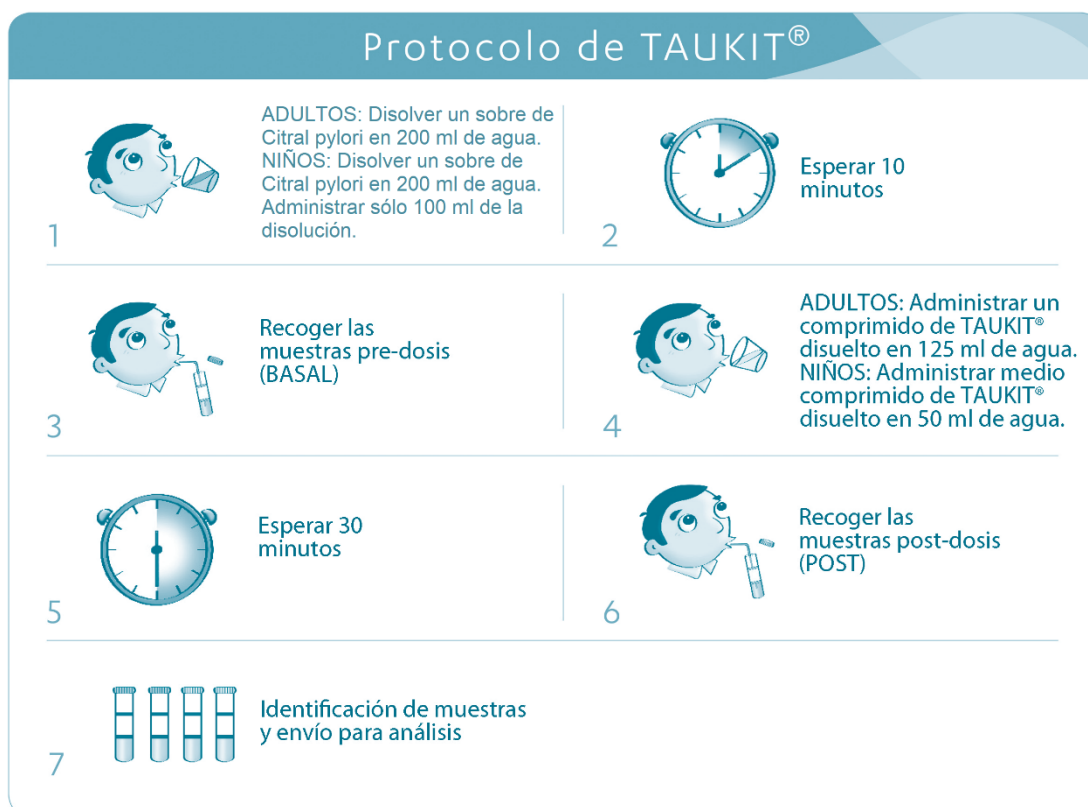 Protocolo de TAUKIT®
1
ADULTOS: Disolver un sobre de
Citral pylori en 200 ml de agua.
NIÑOS: Disolver un sobre de
Citral pylori en 200 ml de agua.
Administrar sólo 100 ml de la
disolución.
2
Esperar 10
minutos
3
Recoger las
muestras pre-dosis
(BASAL)
4
ADULTOS: Administrar un
comprimido de TAUKIT®
disuelto en 125 ml de agua.
NIÑOS: Administrar medio
comprimido de TAUKIT®
disuelto en 50 ml de agua.
5
Esperar 30
minutos
6
Recoger las
muestras post-dosis
(POST)
7
Identificación de muestras
y envío para análisis